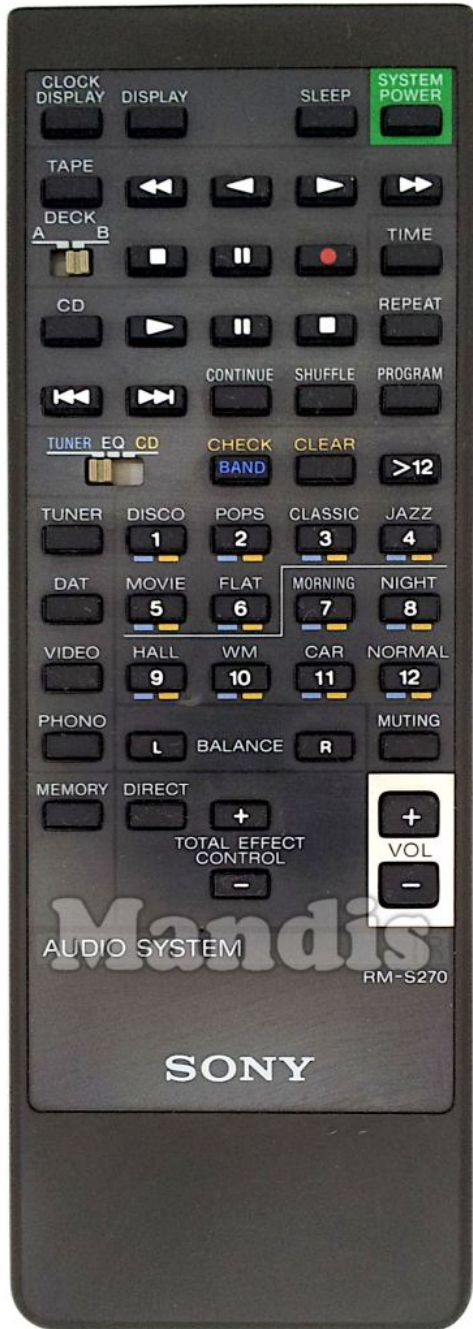 CLOCK DISPLAY DISPLAY SLEEP SYSTEM POWER
TAPE
DECK
A B TIME
CD REPEAT
CONTINUE SHUFFLE PROGRAM
TUNER EQ CD CHECK CLEAR
BAND >12
TUNER DISCO POPS CLASSIC JAZZ
1 2 3 4
DAT MOVIE FLAT MORNING NIGHT
5 6 7 8
VIDEO HALL WM CAR NORMAL
9 10 11 12
PHONO MUTING
L BALANCE R
MEMORY DIRECT
+ +
TOTAL EFFECT CONTROL VOL
- -
Mandis
AUDIO SYSTEM
RM-S270
SONY